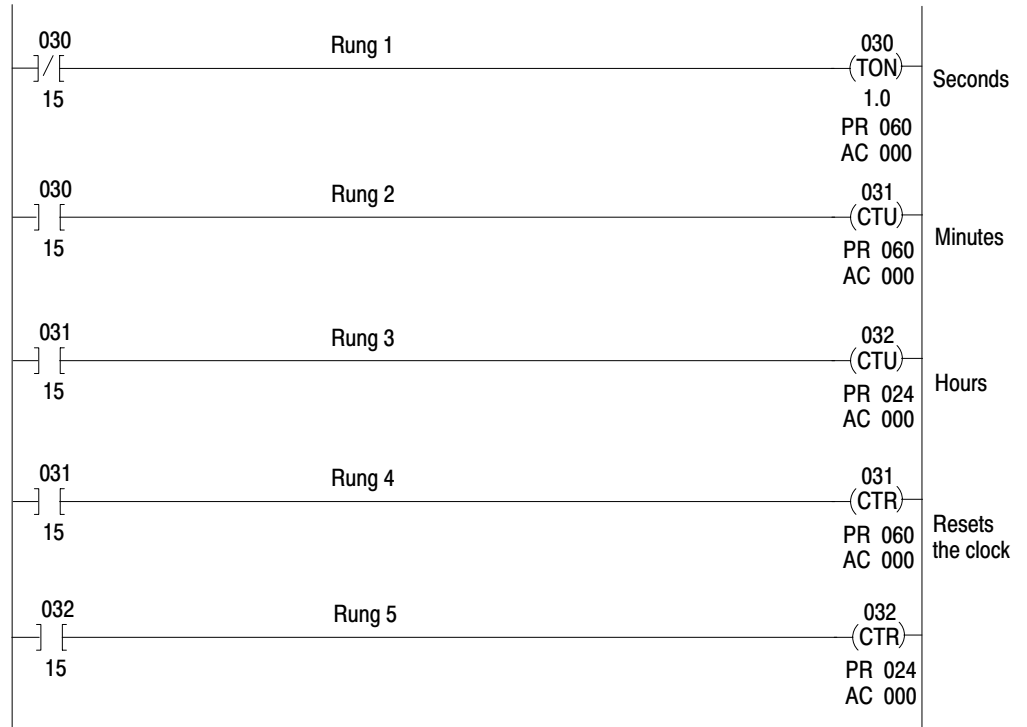 030
Rung 1
030
]/[
(TON)
15
1.0
Seconds
PR 060
AC 000
030
Rung 2
031
] [
(CTU)
15
PR 060
Minutes
AC 000
031
Rung 3
032
] [
(CTU)
15
PR 024
Hours
AC 000
031
Rung 4
031
] [
(CTR)
15
PR 060
Resets
AC 000
the clock
032
Rung 5
032
] [
(CTR)
15
PR 024
AC 000